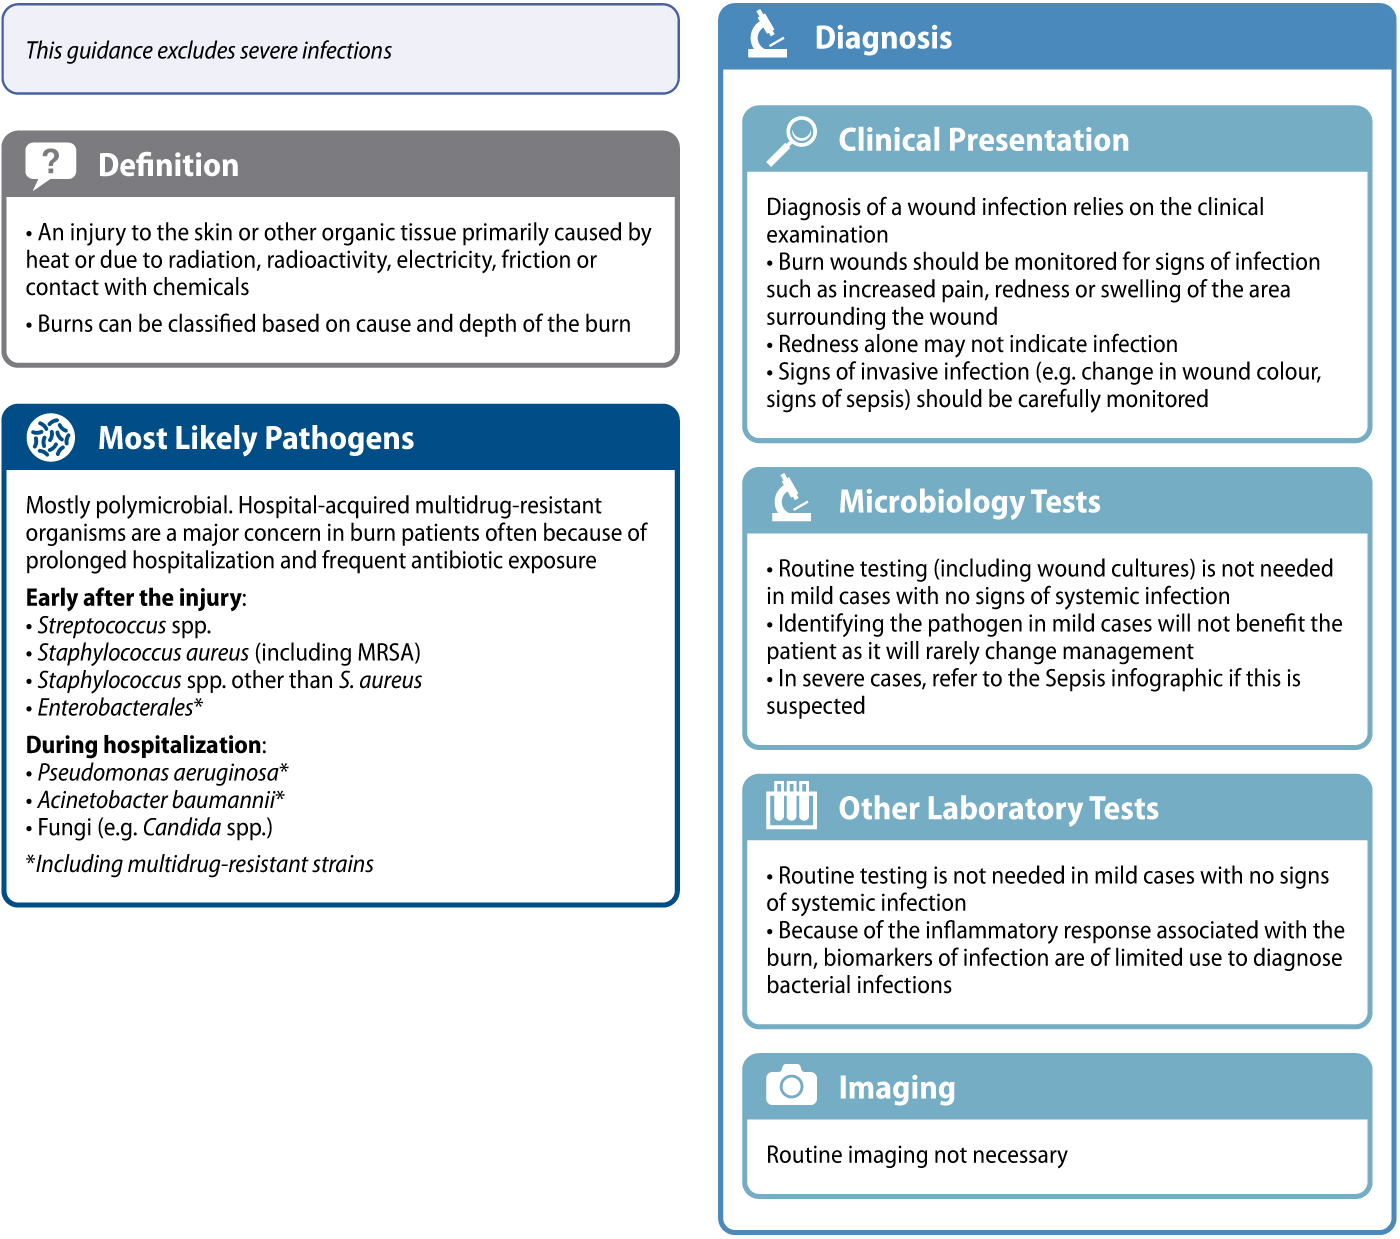 This guidance excludes severe infections
? Definition
• An injury to the skin or other organic tissue primarily caused by
heat or due to radiation, radioactivity, electricity, friction or
contact with chemicals
• Burns can be classified based on cause and depth of the burn
Most Likely Pathogens
Mostly polymicrobial. Hospital-acquired multidrug-resistant
organisms are a major concern in burn patients often because of
prolonged hospitalization and frequent antibiotic exposure
Early after the injury:
• Streptococcus spp.
• Staphylococcus aureus (including MRSA)
• Staphylococcus spp. other than S. aureus
• Enterobacterales*
During hospitalization:
• Pseudomonas aeruginosa*
• Acinetobacter baumannii*
• Fungi (e.g. Candida spp.)
*Including multidrug-resistant strains
Diagnosis
Clinical Presentation
Diagnosis of a wound infection relies on the clinical
examination
• Burn wounds should be monitored for signs of infection
such as increased pain, redness or swelling of the area
surrounding the wound
• Redness alone may not indicate infection
• Signs of invasive infection (e.g. change in wound colour,
signs of sepsis) should be carefully monitored
Microbiology Tests
• Routine testing (including wound cultures) is not needed
in mild cases with no signs of systemic infection
• Identifying the pathogen in mild cases will not benefit the
patient as it will rarely change management
• In severe cases, refer to the Sepsis infographic if this is
suspected
Other Laboratory Tests
• Routine testing is not needed in mild cases with no signs
of systemic infection
• Because of the inflammatory response associated with the
burn, biomarkers of infection are of limited use to diagnose
bacterial infections
Imaging
Routine imaging not necessary